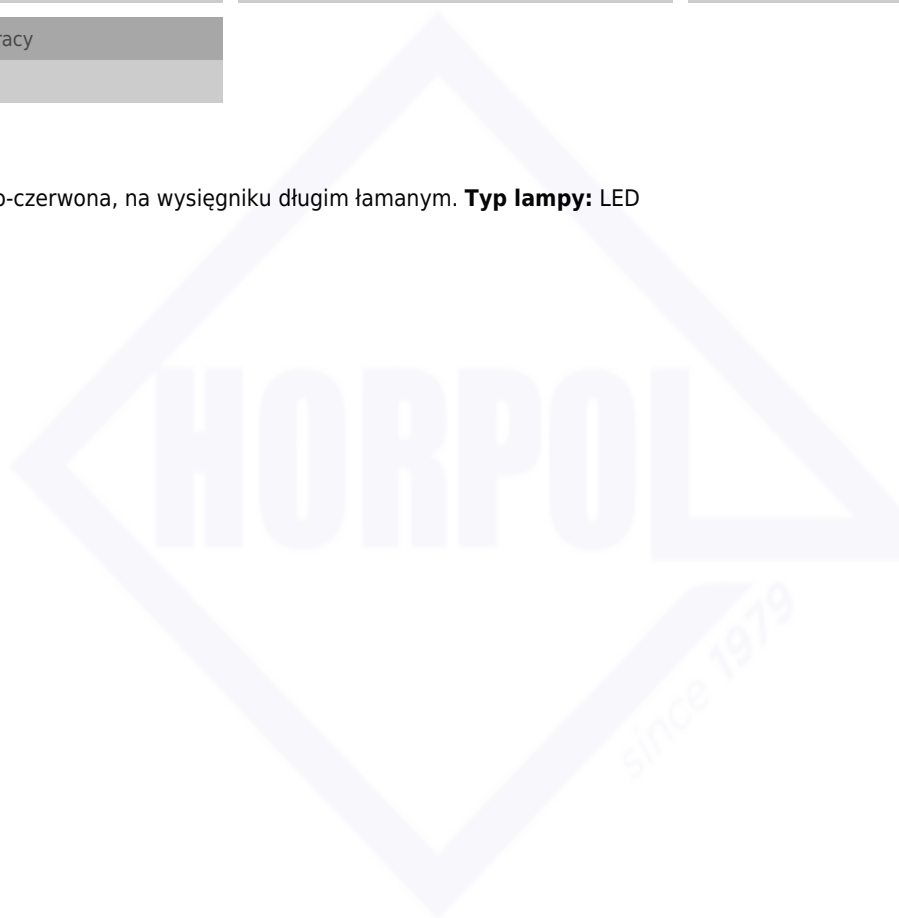 racy
o-czerwona, na wysięgniku długim łamanym. Typ lampy: LED
HORPOL
since 1979